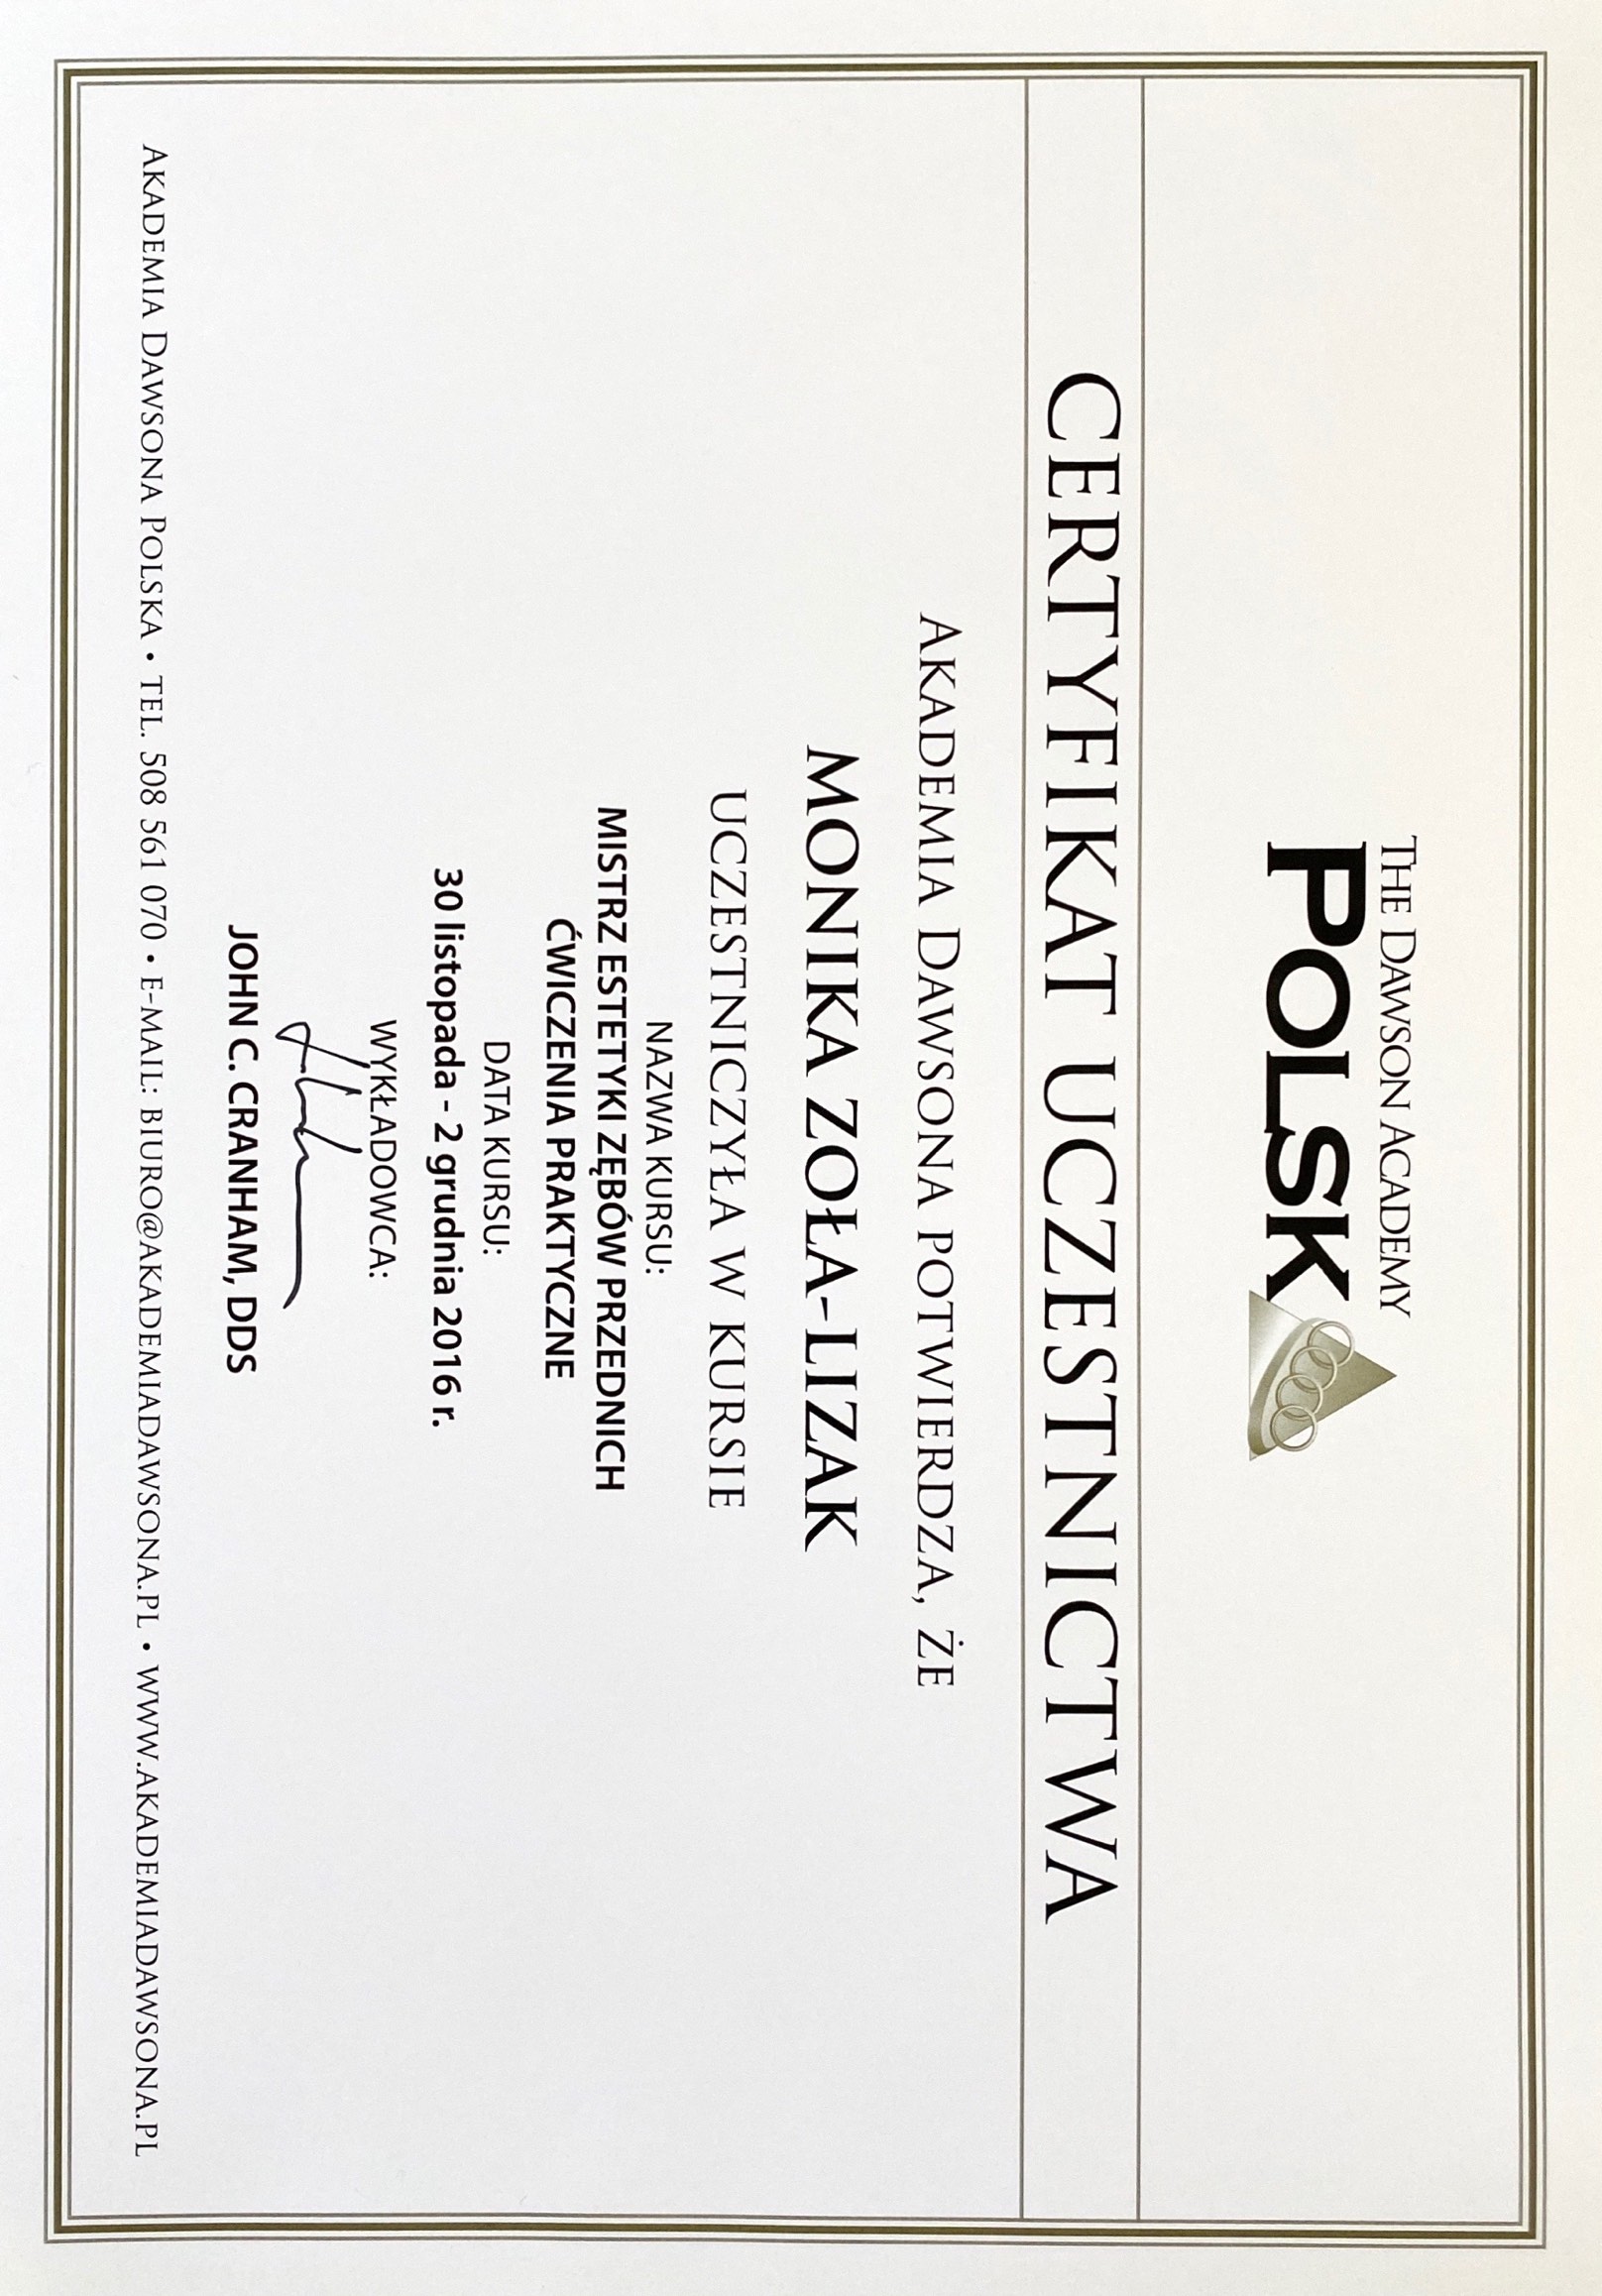 The Dawson Academy
Polsk
Certyfikat Uczestnictwa
Akademia Dawsona potwierdza, że
MONIKA ZOŁA-LIZAK
uczestniczyła w kursie
NAZWA KURSU:
MISTRZ ESTETYKI ZĘBÓW PRZEDNICH
ĆWICZENIA PRAKTYCZNE
DATA KURSU:
30 listopada - 2 grudnia 2016 r.
WYKŁADOWCA:
JOHN C. CRANHAM, DDS
Akademia Dawsona Polska • tel. 508 561 070 • e-mail: biuro@akademiadawsona.pl • www.akademiadawsona.pl